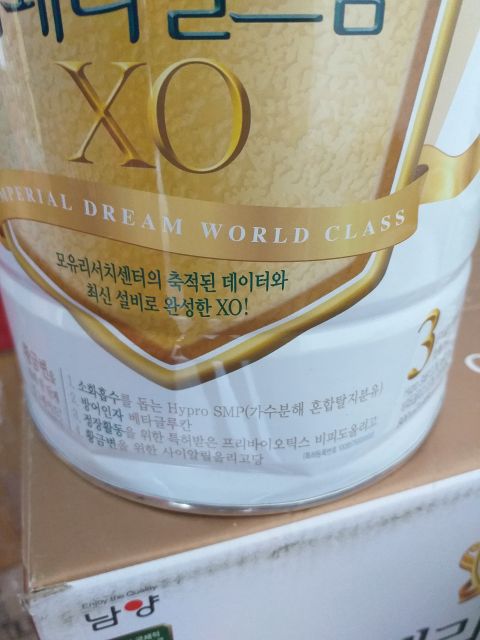 XO
IMPERIAL DREAM WORLD CLASS
모유리서치센터의 축적된 데이터와
최신 설비로 완성한 XO!
3
1. 소화흡수를 돕는 Hypro SMP(가수분해 혼합탈지분유)
2. 방어인자 베타글루칸
3. 정장활동을 위한 특허받은 프리바이오틱스 비피도올리고
4. 황금변을 위한 사이알릴올리고당
Enjoy the Quality
남양